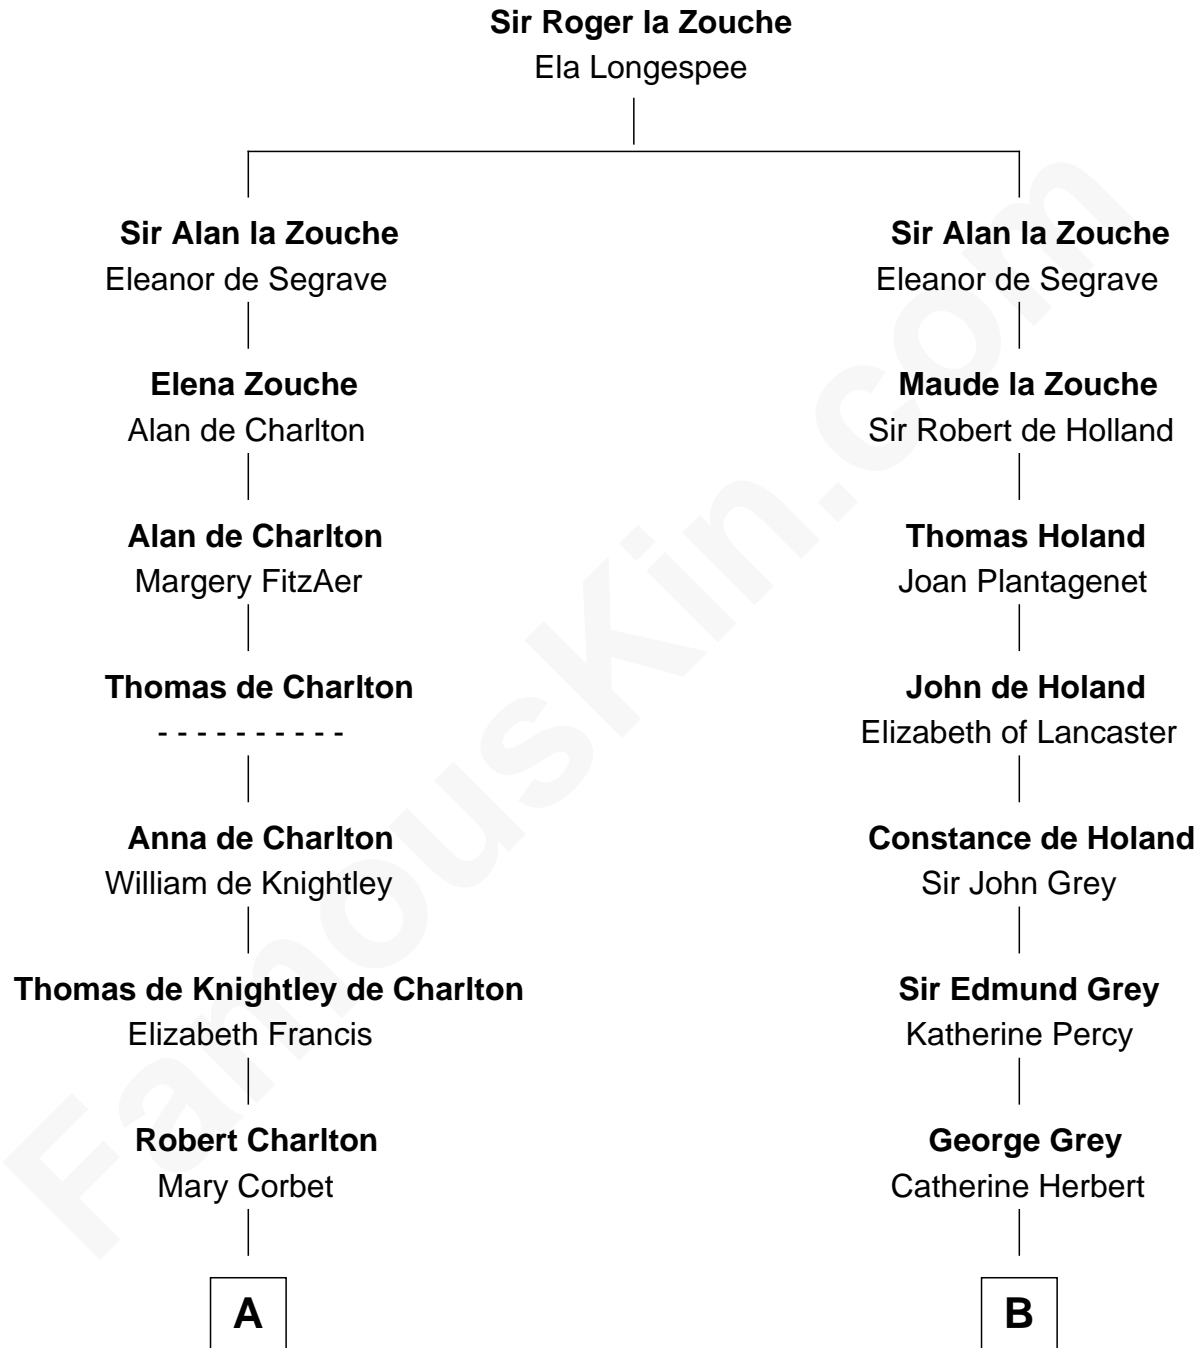 Sir Roger la Zouche
Ela Longespee
Sir Alan la Zouche
Eleanor de Segrave
Elena Zouche
Alan de Charlton
Alan de Charlton
Margery FitzAer
Thomas de Charlton
- - - - - - - - - -
Anna de Charlton
William de Knightley
Thomas de Knightley de Charlton
Elizabeth Francis
Robert Charlton
Mary Corbet
A
Sir Alan la Zouche
Eleanor de Segrave
Maude la Zouche
Sir Robert de Holland
Thomas Holand
Joan Plantagenet
John de Holand
Elizabeth of Lancaster
Constance de Holand
Sir John Grey
Sir Edmund Grey
Katherine Percy
George Grey
Catherine Herbert
B
FamousKin.com